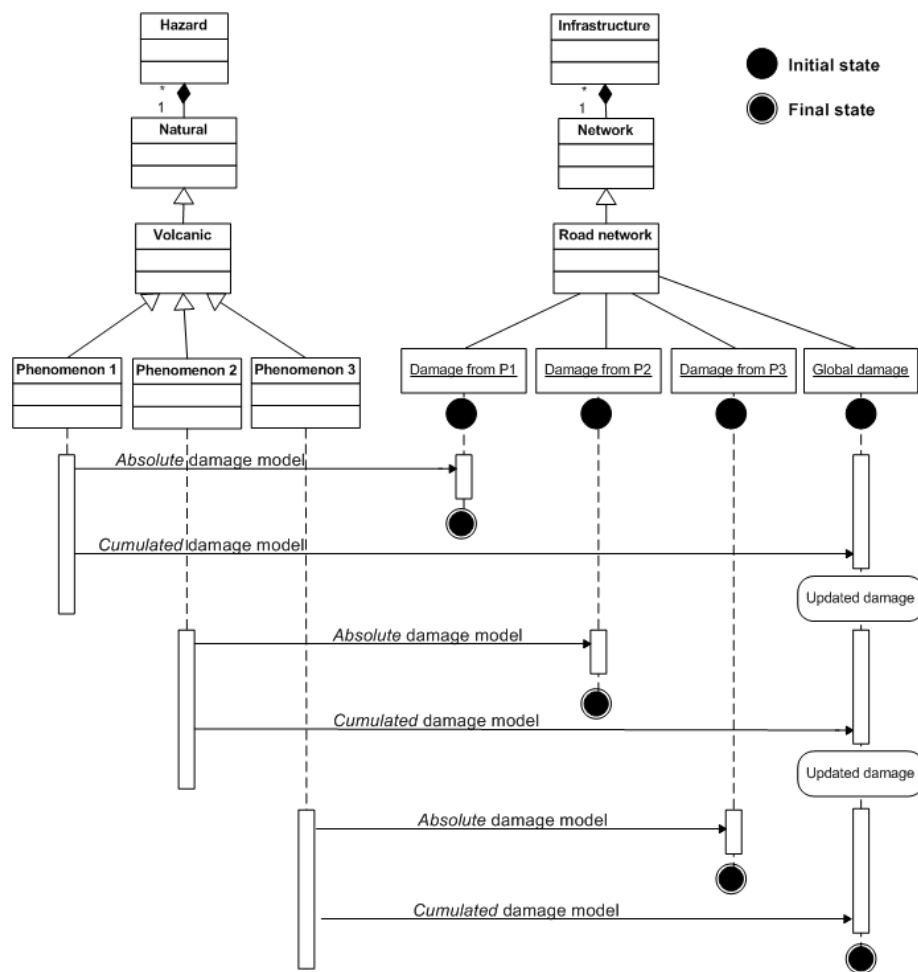 Hazard
Infrastructure
Initial state
*
1
*
1
Final state
Natural
Network
Volcanic
Road network
Phenomenon 1
Phenomenon 2
Phenomenon 3
Damage from P1
Damage from P2
Damage from P3
Global damage
Absolute damage model
Cumulated damage model
Updated damage
Absolute damage model
Cumulated damage model
Updated damage
Absolute damage model
Cumulated damage model